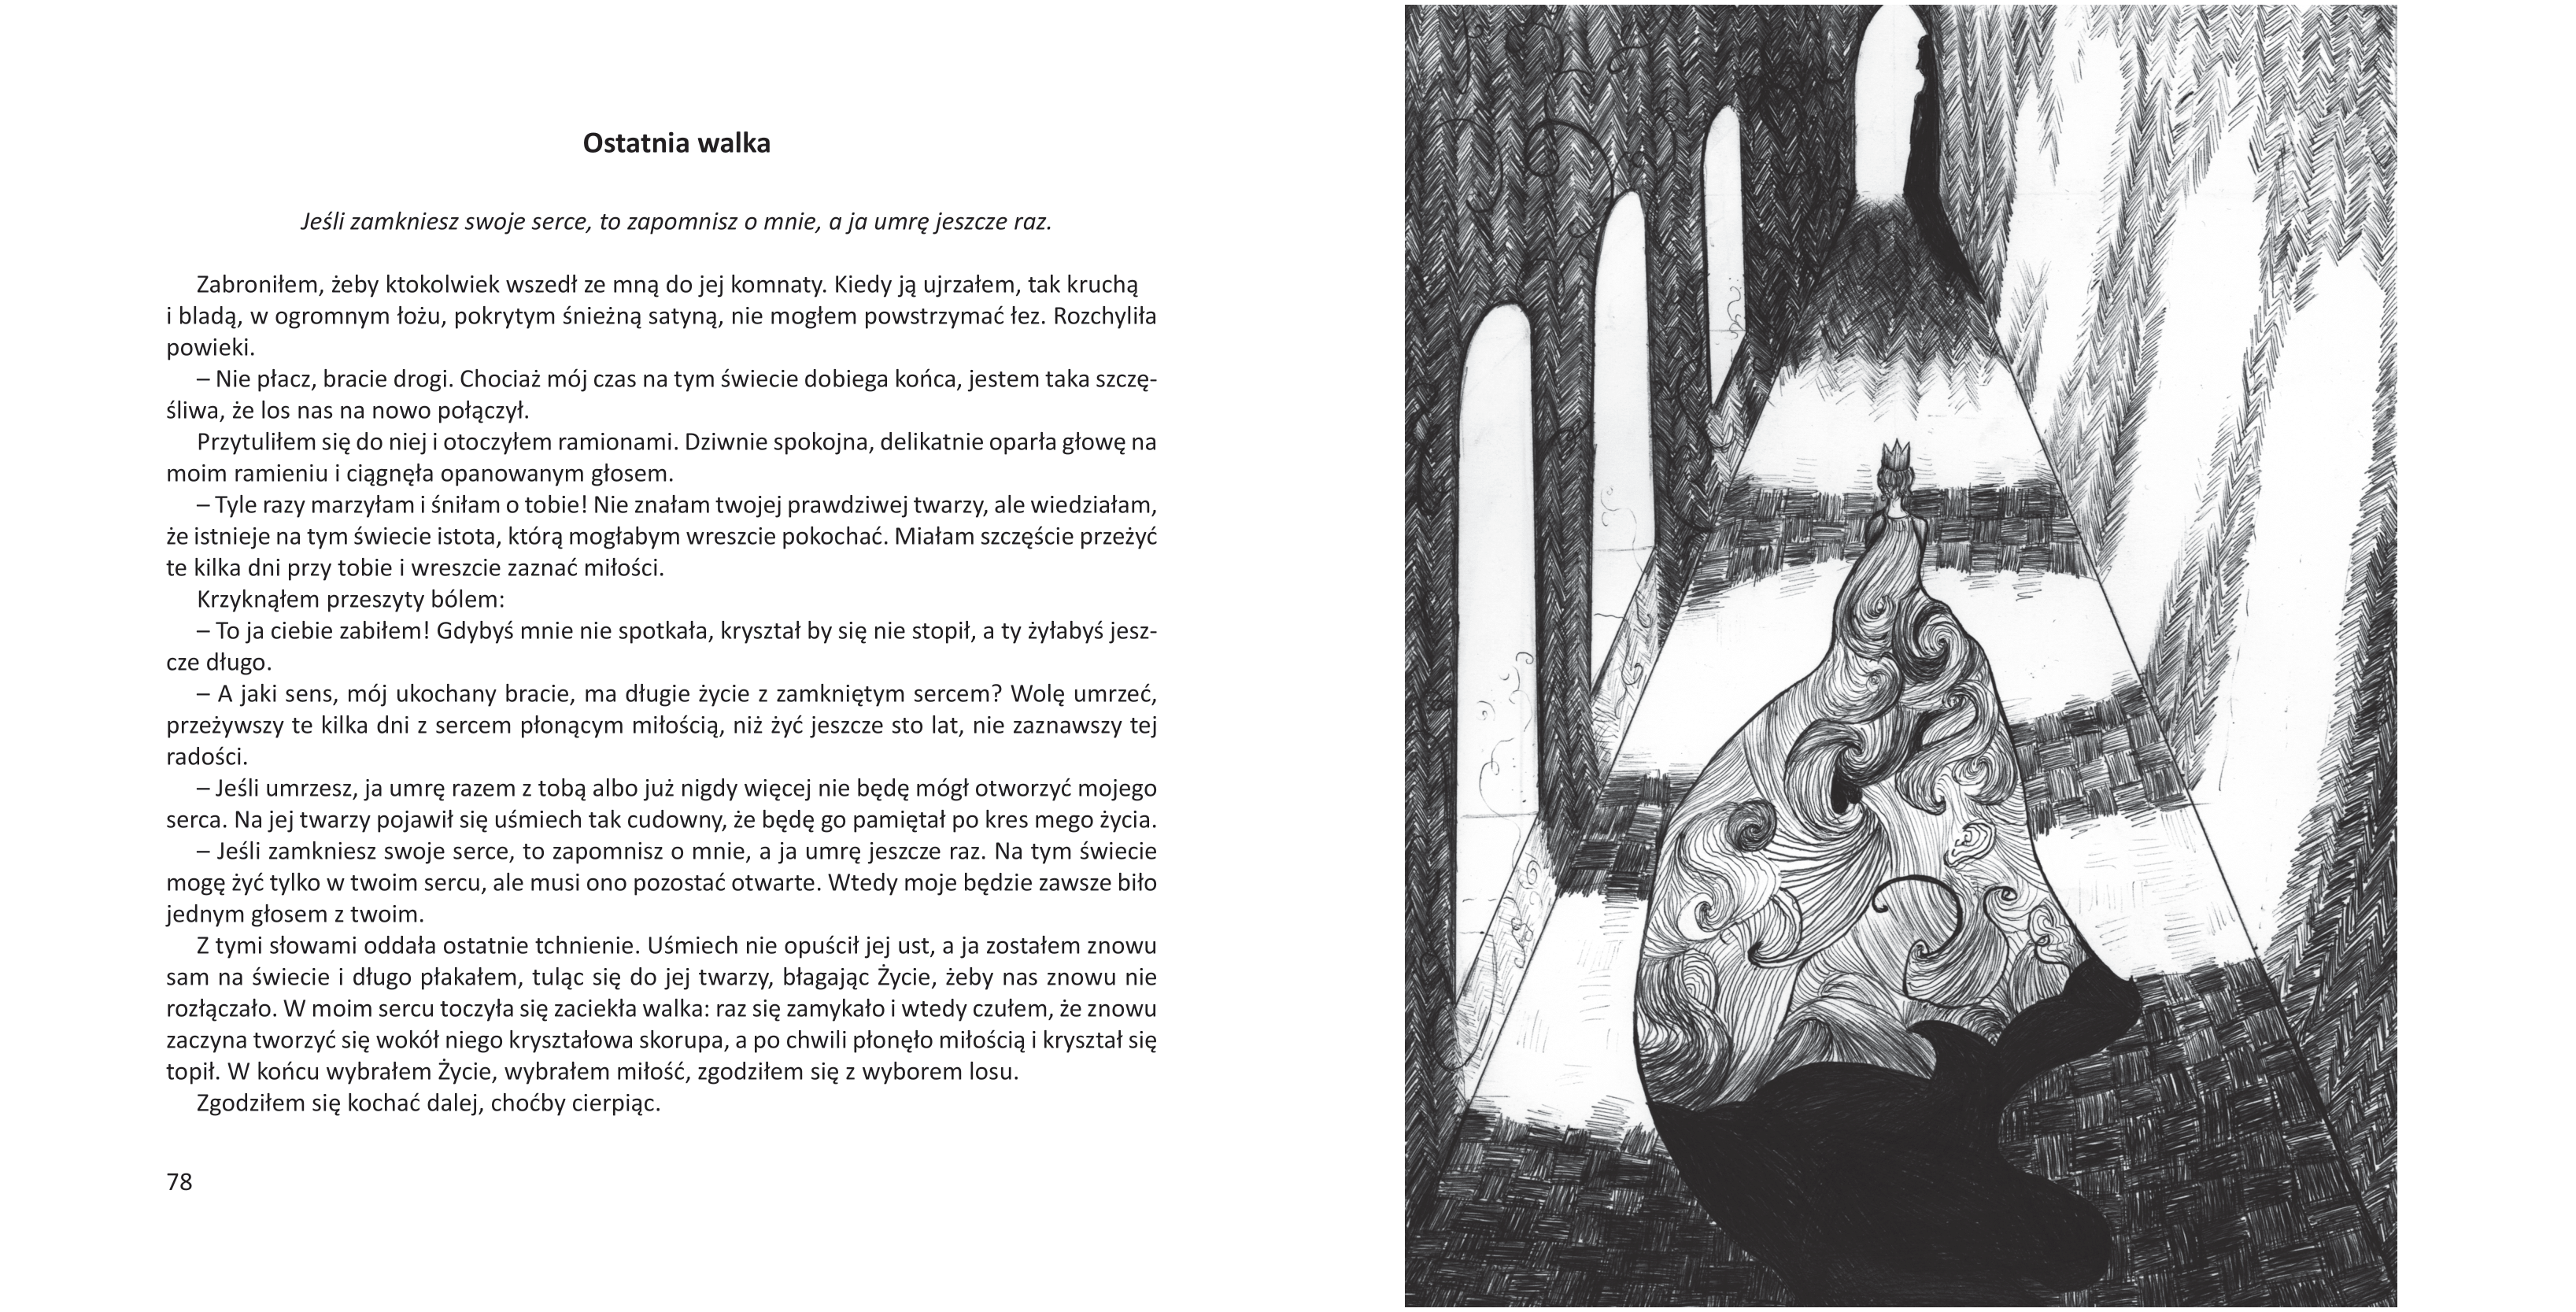 Ostatnia walka
Jeśli zamkniesz swoje serce, to zapomnisz o mnie, a ja umrę jeszcze raz.
Zabroniłem, żeby ktokolwiek wszedł ze mną do jej komnaty. Kiedy ją ujrzałem, tak kruchą
i bladą, w ogromnym łożu, pokrytym śnieżną satyną, nie mogłem powstrzymać łez. Rozchyliła
powieki.
– Nie płacz, bracie drogi. Chociaż mój czas na tym świecie dobiega końca, jestem taka szczę-
śliwa, że los nas na nowo połączył.
Przytuliłem się do niej i otoczyłem ramionami. Dziwnie spokojna, delikatnie oparła głowę na
moim ramieniu i ciągnęła opanowanym głosem.
– Tyle razy marzyłam i śniłam o tobie! Nie znałam twojej prawdziwej twarzy, ale wiedziałam,
że istnieje na tym świecie istota, którą mogłabym wreszcie pokochać. Miałam szczęście przeżyć
te kilka dni przy tobie i wreszcie zaznać miłości.
Krzyknąłem przeszyty bólem:
– To ja ciebie zabiłem! Gdybyś mnie nie spotkała, kryształ by się nie stopił, a ty żyłabyś jesz-
cze długo.
– A jaki sens, mój ukochany bracie, ma długie życie z zamkniętym sercem? Wolę umrzeć,
przeżywszy te kilka dni z sercem płonącym miłością, niż żyć jeszcze sto lat, nie zaznawszy tej
radości.
– Jeśli umrzesz, ja umrę razem z tobą albo już nigdy więcej nie będę mógł otworzyć mojego
serca. Na jej twarzy pojawił się uśmiech tak cudowny, że będę go pamiętał po kres mego życia.
– Jeśli zamkniesz swoje serce, to zapomnisz o mnie, a ja umrę jeszcze raz. Na tym świecie
mogę żyć tylko w twoim sercu, ale musi ono pozostać otwarte. Wtedy moje będzie zawsze biło
jednym głosem z twoim.
Z tymi słowami oddała ostatnie tchnienie. Uśmiech nie opuścił jej ust, a ja zostałem znowu
sam na świecie i długo płakałem, tuląc się do jej twarzy, błagając Życie, żeby nas znowu nie
rozłączało. W moim sercu toczyła się zaciekła walka: raz się zamykało i wtedy czułem, że znowu
zaczyna tworzyć się wokół niego kryształowa skorupa, a po chwili płonęło miłością i kryształ się
topił. W końcu wybrałem Życie, wybrałem miłość, zgodziłem się z wyborem losu.
Zgodziłem się kochać dalej, choćby cierpiąc.
78